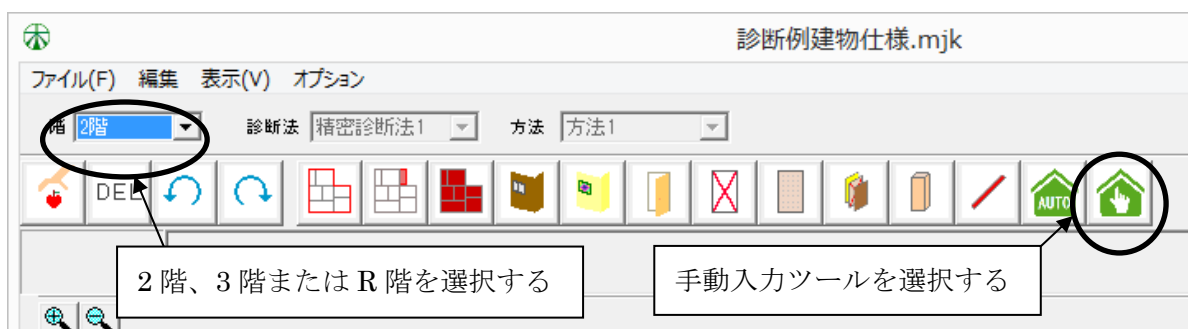 診断例建物仕様.mjk
ファイル(F) 編集 表示(V) オプション
階 2階 診断法 精密診断法1 方法 方法1
DEL AUTO
2 階、3 階または R 階を選択する
手動入力ツールを選択する